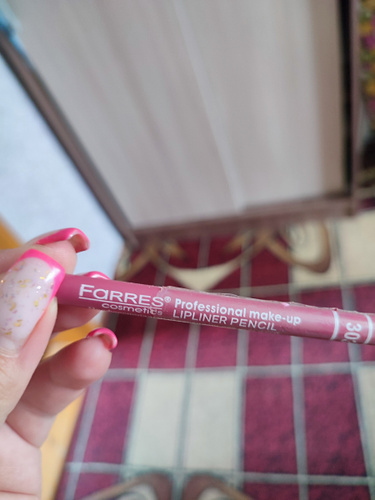 FaRRES®
cosmetics
Professional make-up
LIPLINER PENCIL